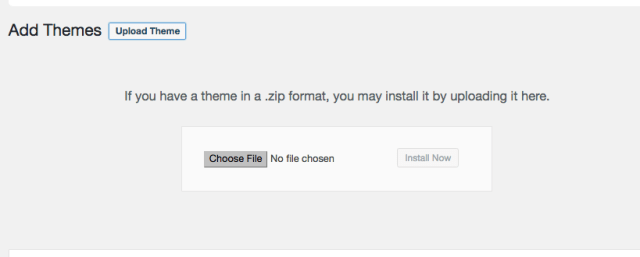 Add Themes Upload Theme
If you have a theme in a .zip format, you may install it by uploading it here.
Choose File No file chosen Install Now